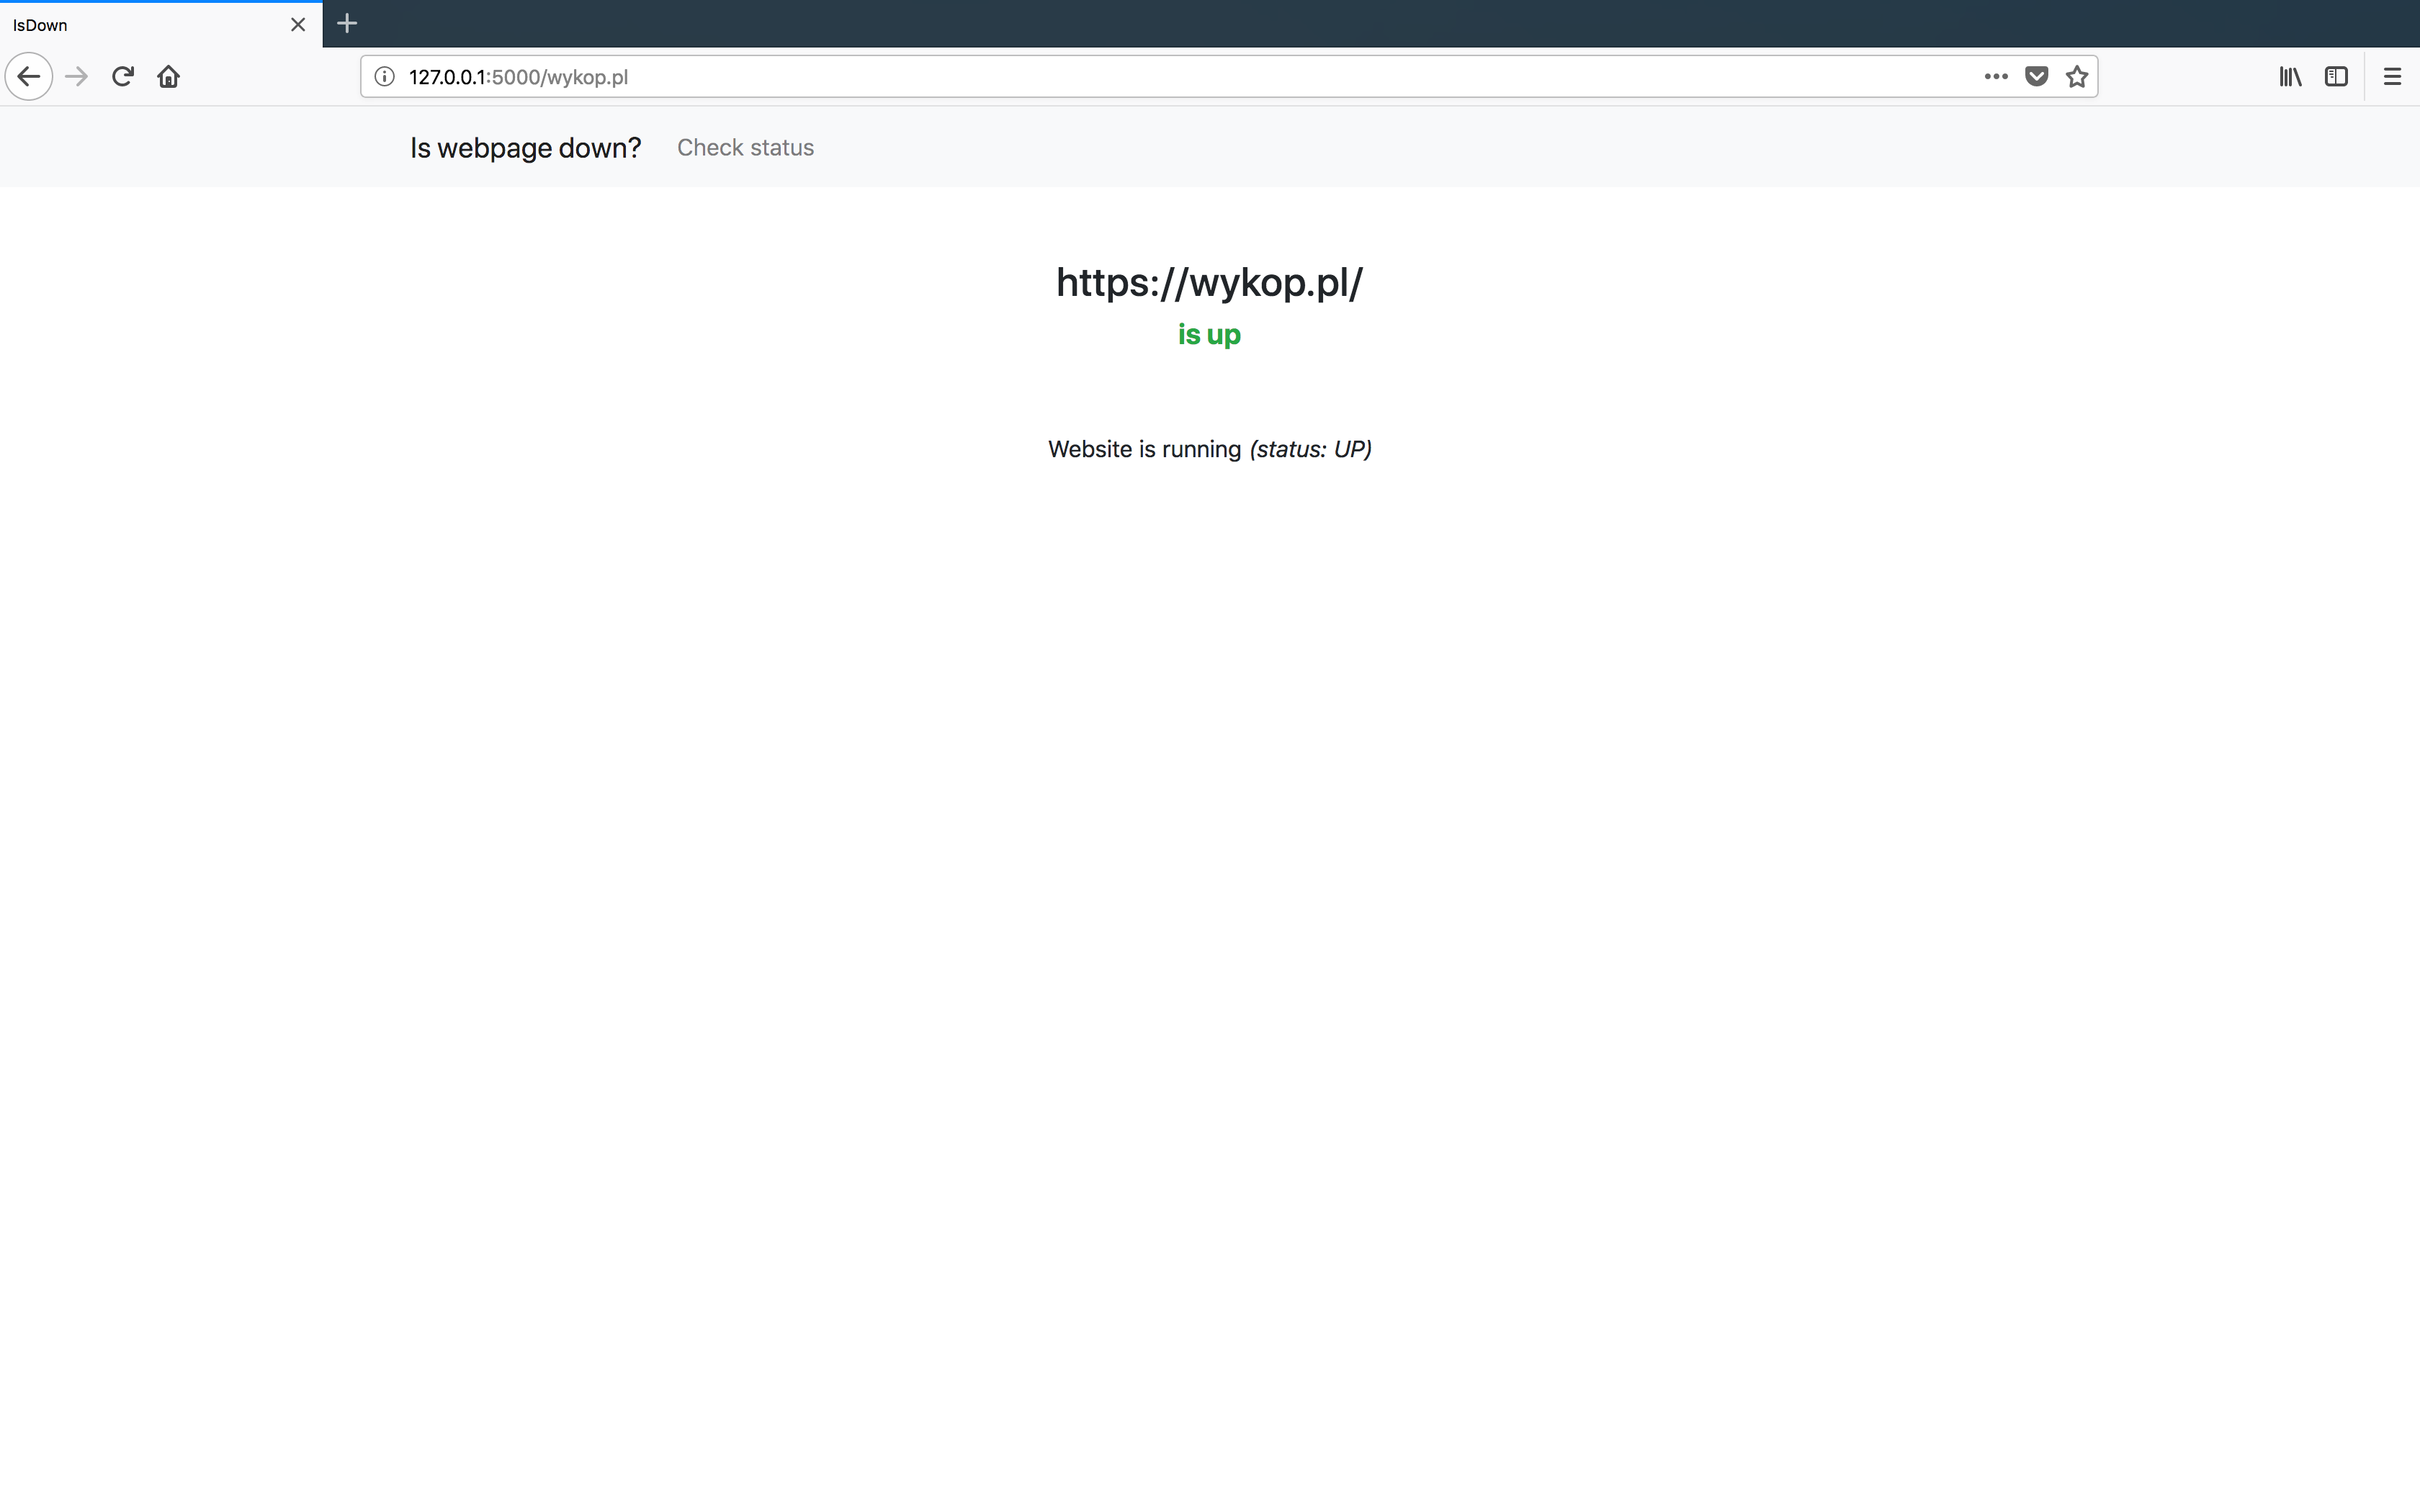 IsDown
127.0.0.1:5000/wykop.pl
Is webpage down? Check status
https://wykop.pl/
is up
Website is running (status: UP)